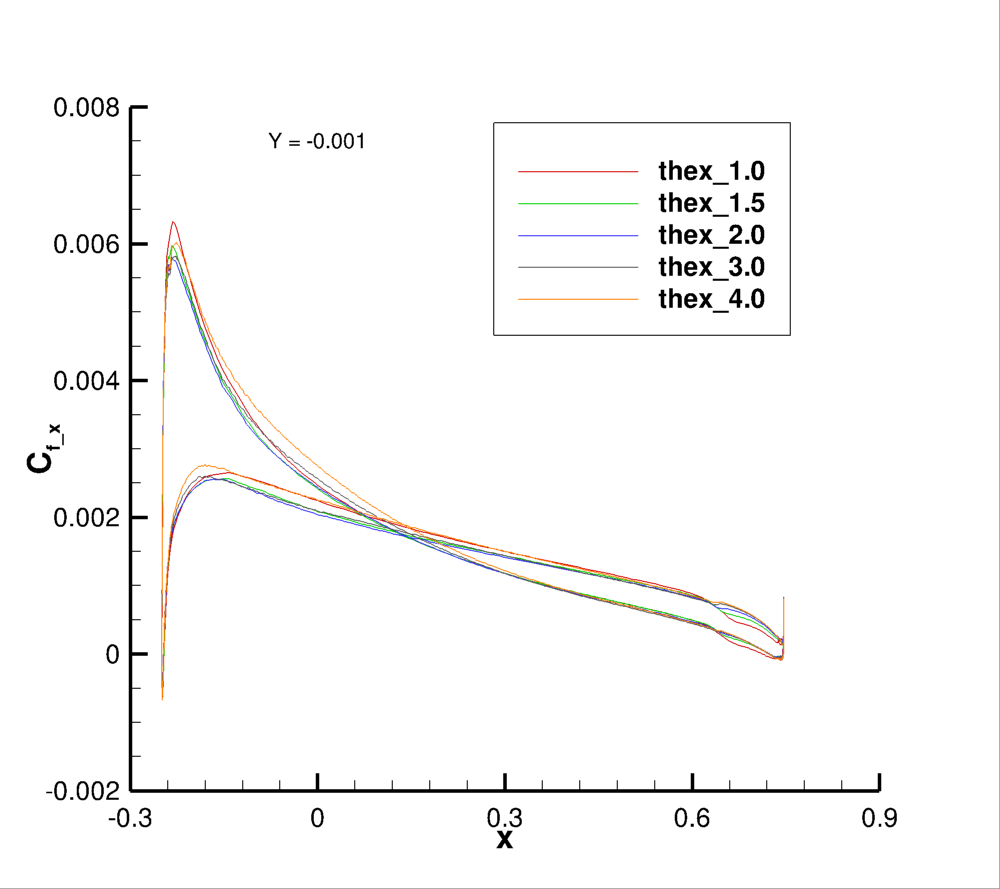 0.008
Y = -0.001
thex_1.0
thex_1.5
0.006
thex_2.0
thex_3.0
thex_4.0
0.004
C_f_x
0.002
0
-0.002
-0.3 0 0.3 0.6 0.9
x